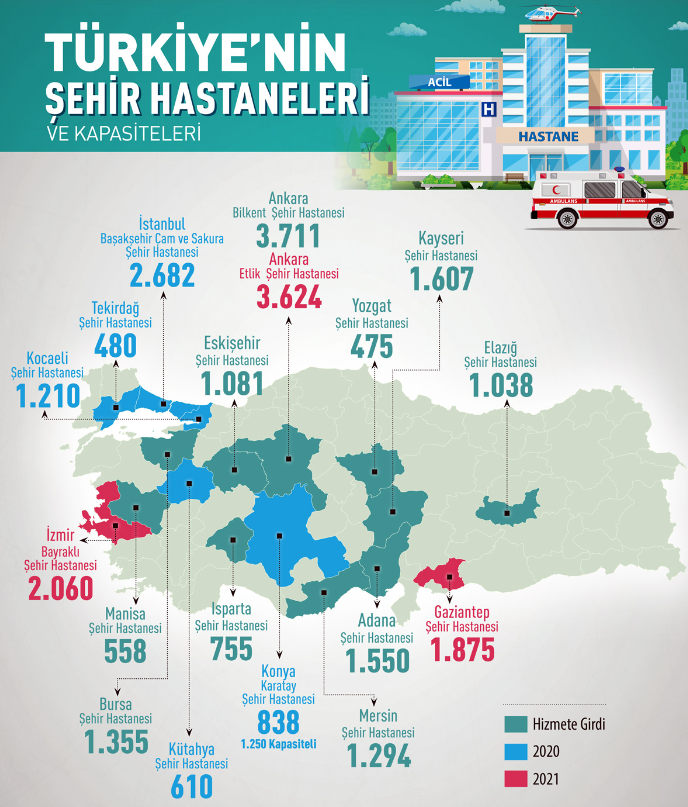 TÜRKİYE'NİN
ŞEHİR HASTANELERİ
VE KAPASİTELERİ
ACİL
H
HASTANE
AMBULANS
AMBULANS
Ankara
Bilkent Şehir Hastanesi
3.711
Ankara
Etlik Şehir Hastanesi
3.624
İstanbul
Başakşehir Çam ve Sakura
Şehir Hastanesi
2.682
Kayseri
Şehir Hastanesi
1.607
Tekirdağ
Şehir Hastanesi
480
Yozgat
Şehir Hastanesi
475
Eskişehir
Şehir Hastanesi
1.081
Elazığ
Şehir Hastanesi
1.038
Kocaeli
Şehir Hastanesi
1.210
İzmir
Bayraklı
Şehir Hastanesi
2.060
Manisa
Şehir Hastanesi
558
Isparta
Şehir Hastanesi
755
Adana
Şehir Hastanesi
1.550
Gaziantep
Şehir Hastanesi
1.875
Konya
Karatay
Şehir Hastanesi
838
1.250 Kapasiteli
Bursa
Şehir Hastanesi
1.355
Kütahya
Şehir Hastanesi
610
Mersin
Şehir Hastanesi
1.294
Hizmete Girdi
2020
2021